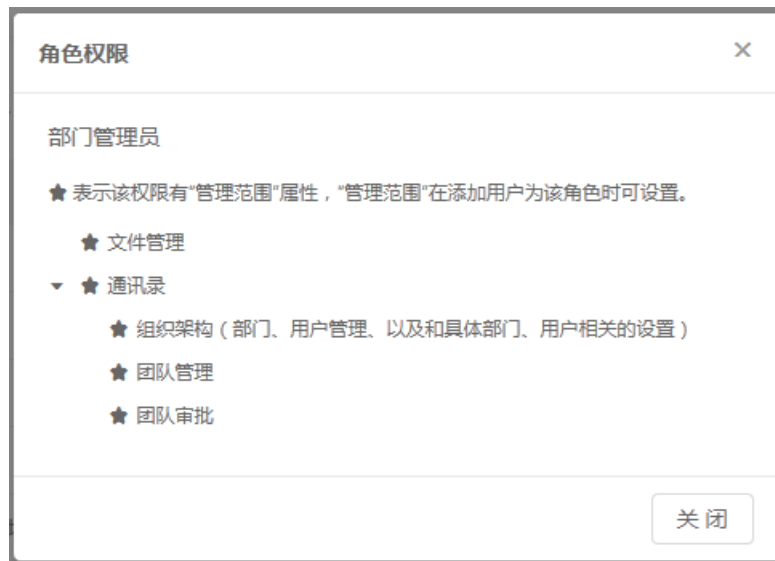 角色权限
部门管理员
★ 表示该权限有“管理范围”属性，“管理范围”在添加用户为该角色时可设置。
★ 文件管理
★ 通讯录
★ 组织架构（部门、用户管理、以及和具体部门、用户相关的设置）
★ 团队管理
★ 团队审批
关 闭